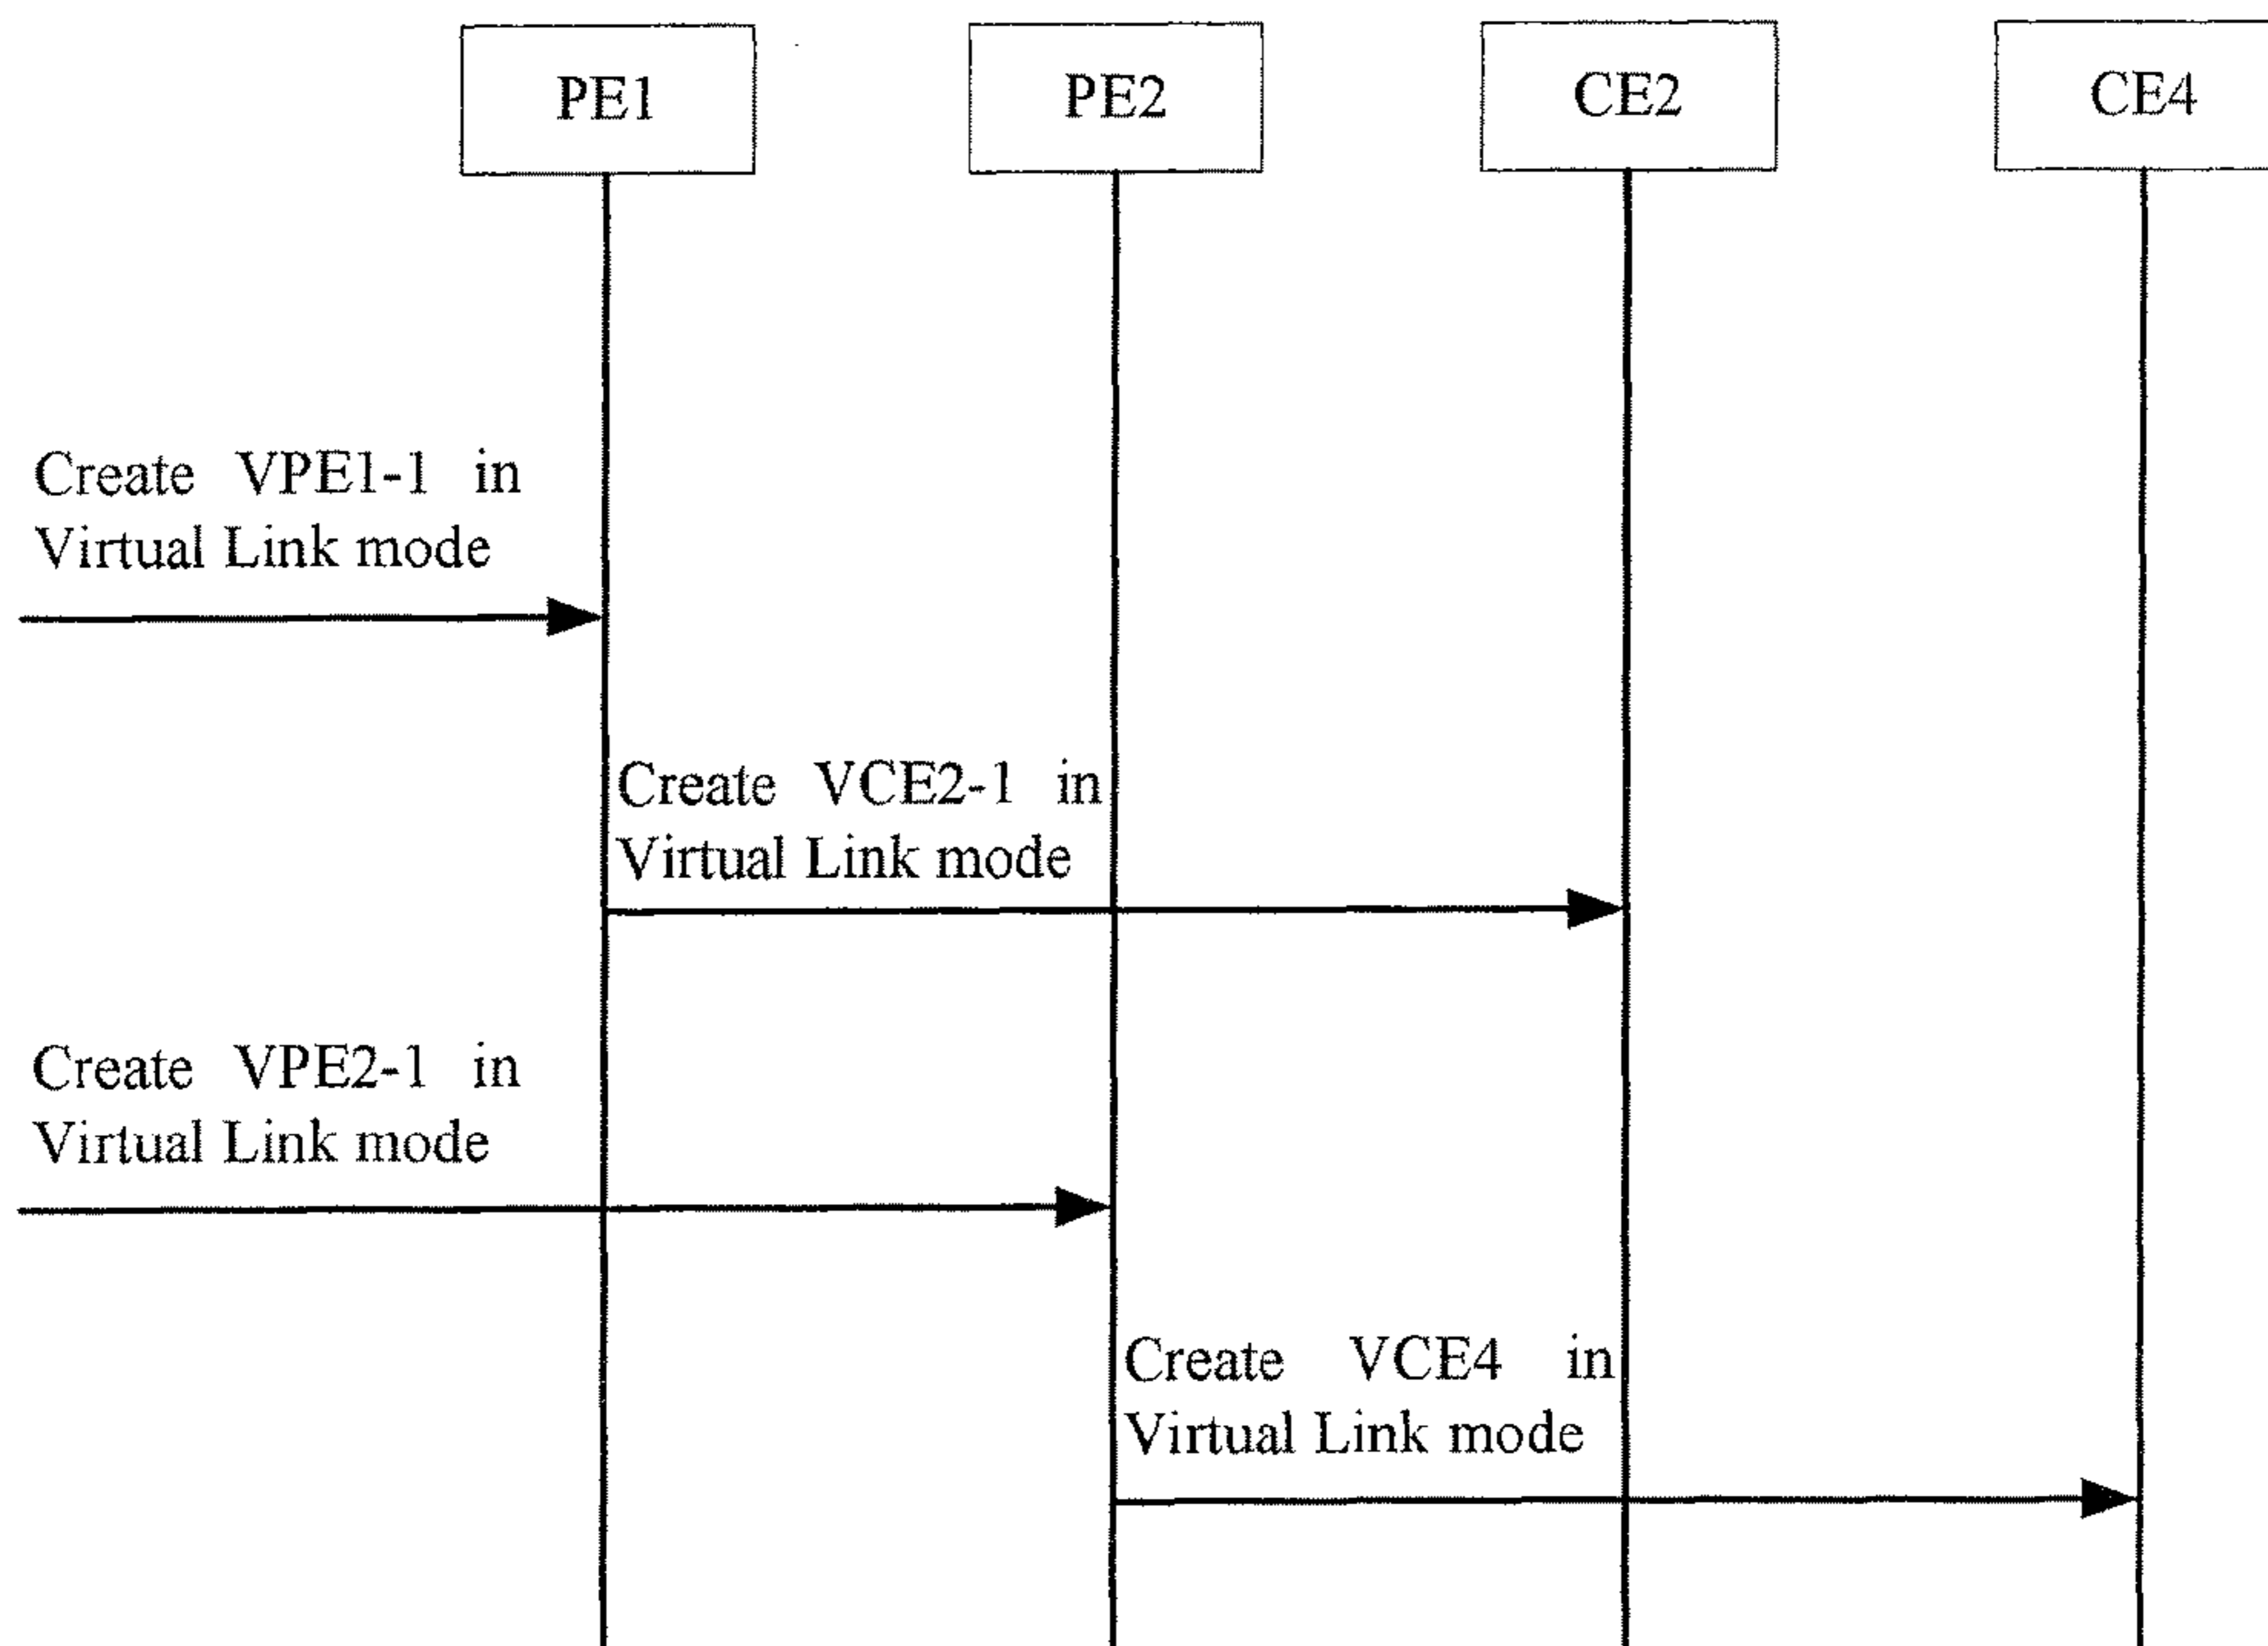 PE1
PE2
CE2
CE4
Create VPE1-1 in
Virtual Link mode
Create VCE2-1 in
Virtual Link mode
Create VPE2-1 in
Virtual Link mode
Create VCE4 in
Virtual Link mode